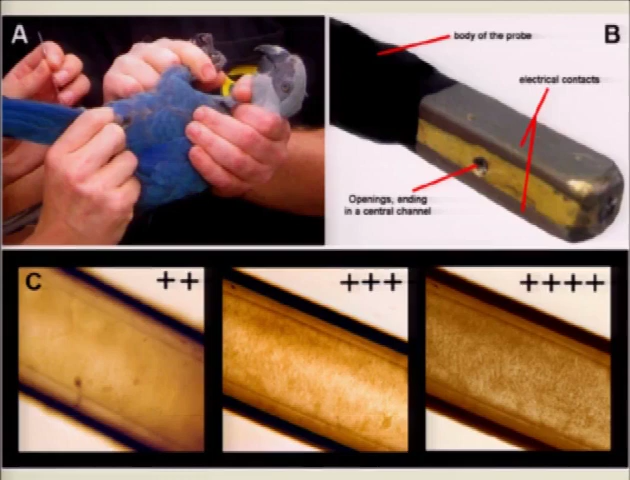 A
B
body of the probe
electrical contacts
Openings, ending
in a central channel
C
++
+++
++++